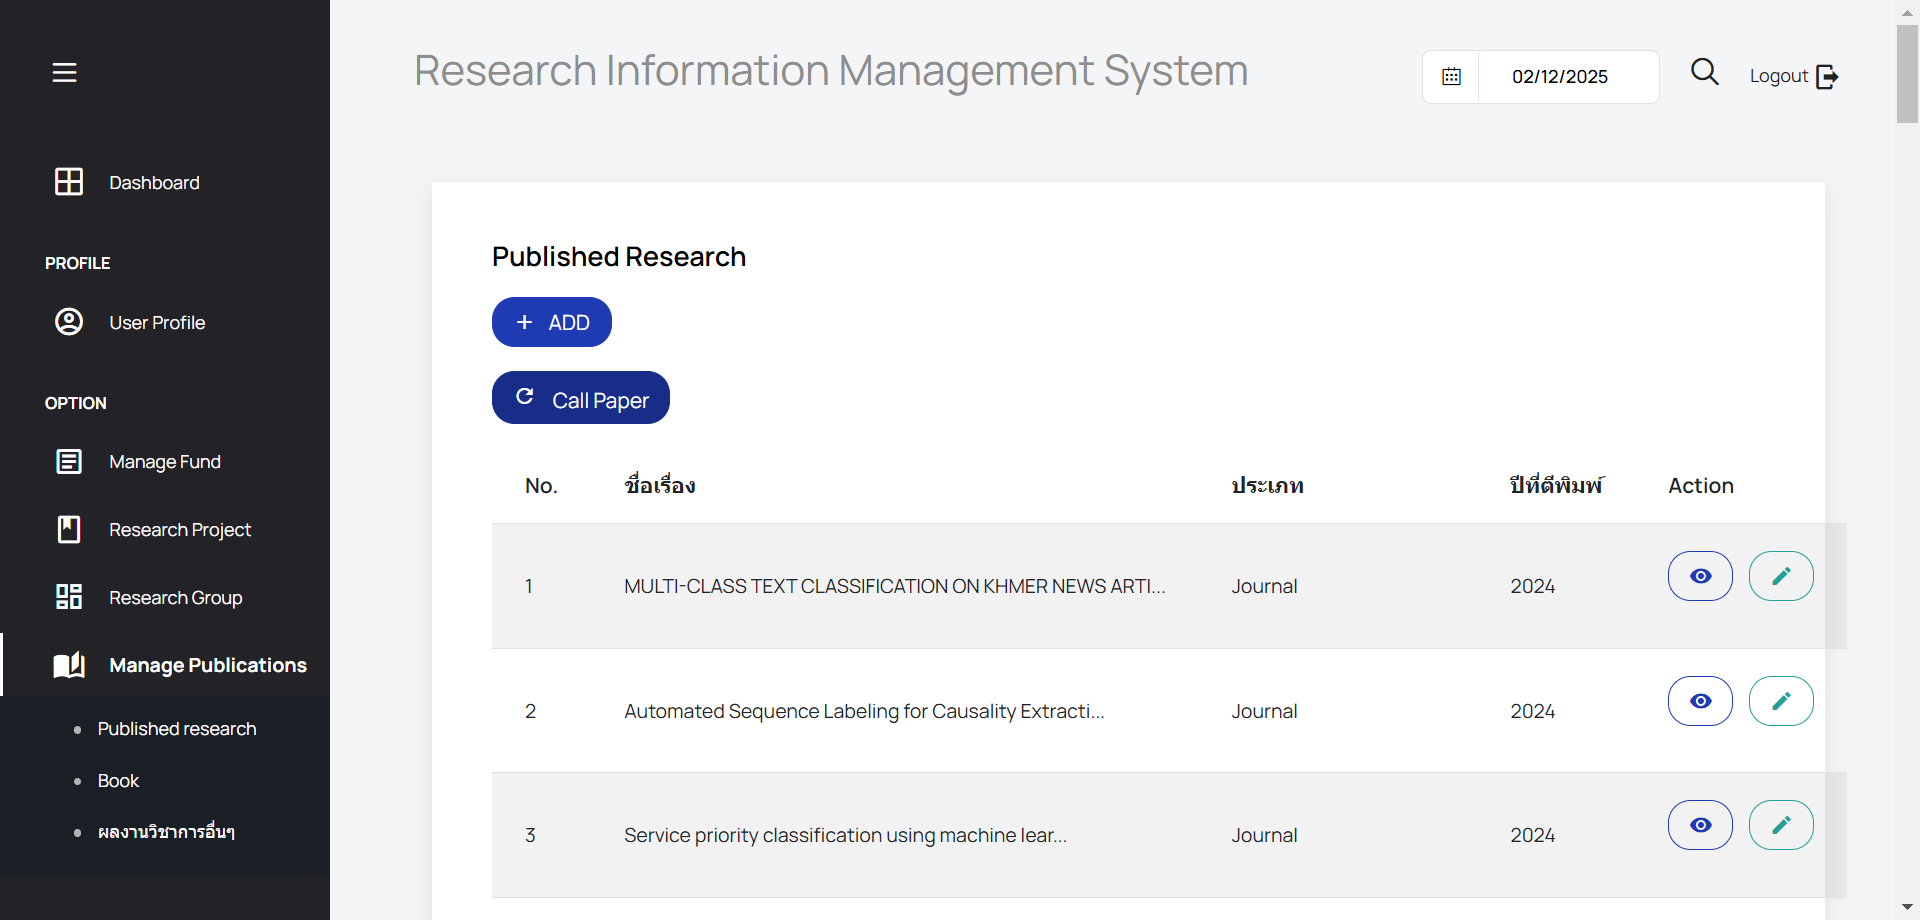 Research Information Management System
02/12/2025
Logout
Dashboard
PROFILE
User Profile
OPTION
Manage Fund
Research Project
Research Group
Manage Publications
Published research
Book
ผลงานวิชาการอื่นๆ
Published Research
+ ADD
Call Paper
No. ชื่อเรื่อง ประเภท ปีที่ตีพิมพ์ Action
1 MULTI-CLASS TEXT CLASSIFICATION ON KHMER NEWS ARTI... Journal 2024
2 Automated Sequence Labeling for Causality Extracti... Journal 2024
3 Service priority classification using machine lear... Journal 2024